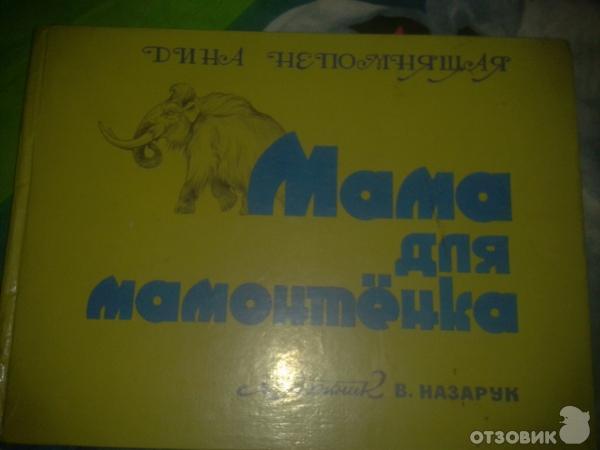 ДИНА НЕПОМНЯЩАЯ
Мама
для
мамонтёнка
Художник В. НАЗАРУК
ОТЗОВИК